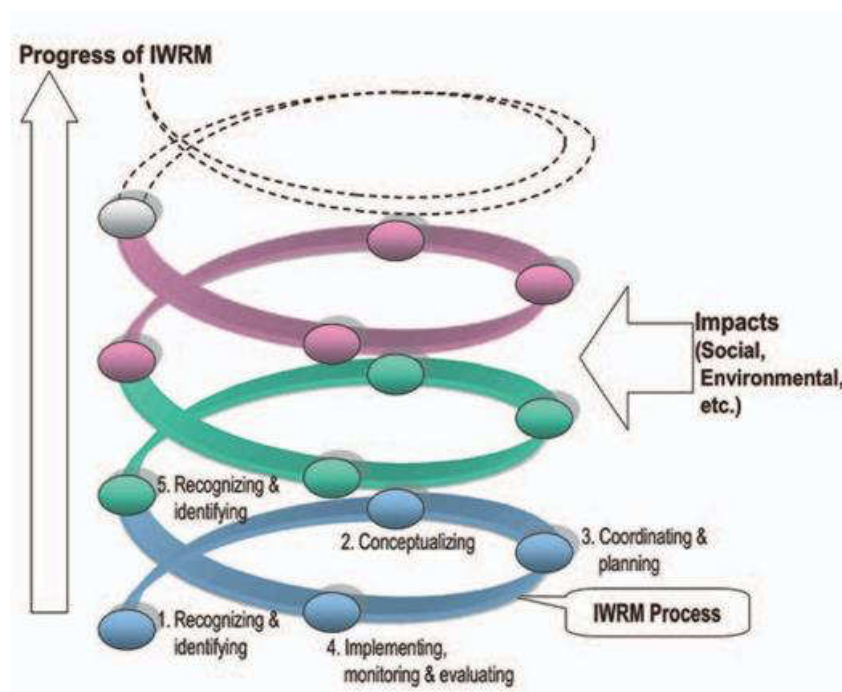 Progress of IWRM
Impacts
(Social,
Environmental,
etc.)
5. Recognizing &
identifying
2. Conceptualizing
3. Coordinating &
planning
1. Recognizing &
identifying
IWRM Process
4. Implementing,
monitoring & evaluating